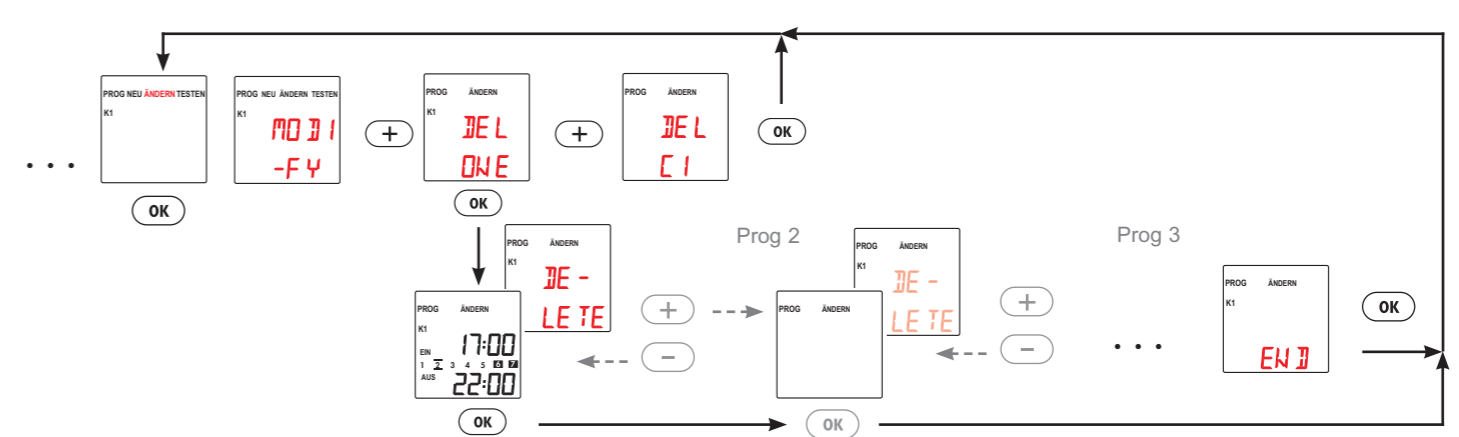 PROG NEU ÄNDERN TESTEN
K1
OK
PROG NEU ÄNDERN TESTEN
K1
MODI
-FY
+
PROG ÄNDERN
K1
DEL
ONE
OK
+
PROG ÄNDERN
K1
DEL
C1
OK
. . .
PROG ÄNDERN
K1
DE-
LETE
PROG ÄNDERN
K1
EIN 17:00
1 2 3 4 5 6 7
AUS 22:00
OK
+
-
Prog 2
PROG ÄNDERN
K1
DE-
LETE
PROG ÄNDERN
OK
+
-
Prog 3
. . .
PROG ÄNDERN
K1
END
OK